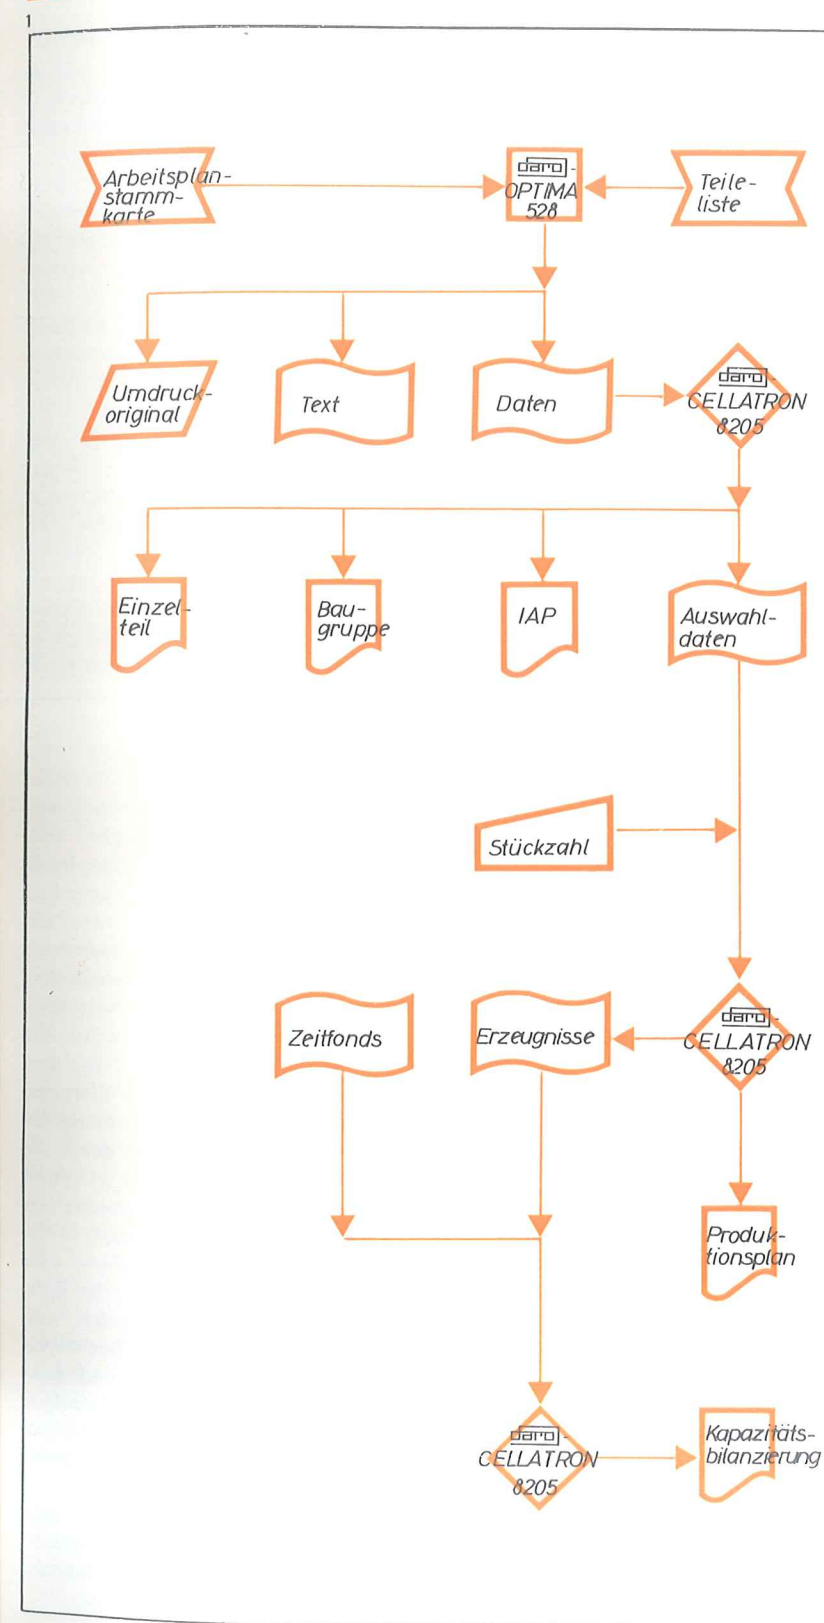 1
Arbeitsplan-
stamm-
karte
daro-
OPTIMA
528
Teile-
liste
Umdruck-
original
Text
Daten
daro-
CELLATRON
8205
Einzel-
teil
Bau-
gruppe
IAP
Auswahl-
daten
Stückzahl
Zeitfonds
Erzeugnisse
daro-
CELLATRON
8205
Produk-
tionsplan
daro-
CELLATRON
8205
Kapazitäts-
bilanzierung